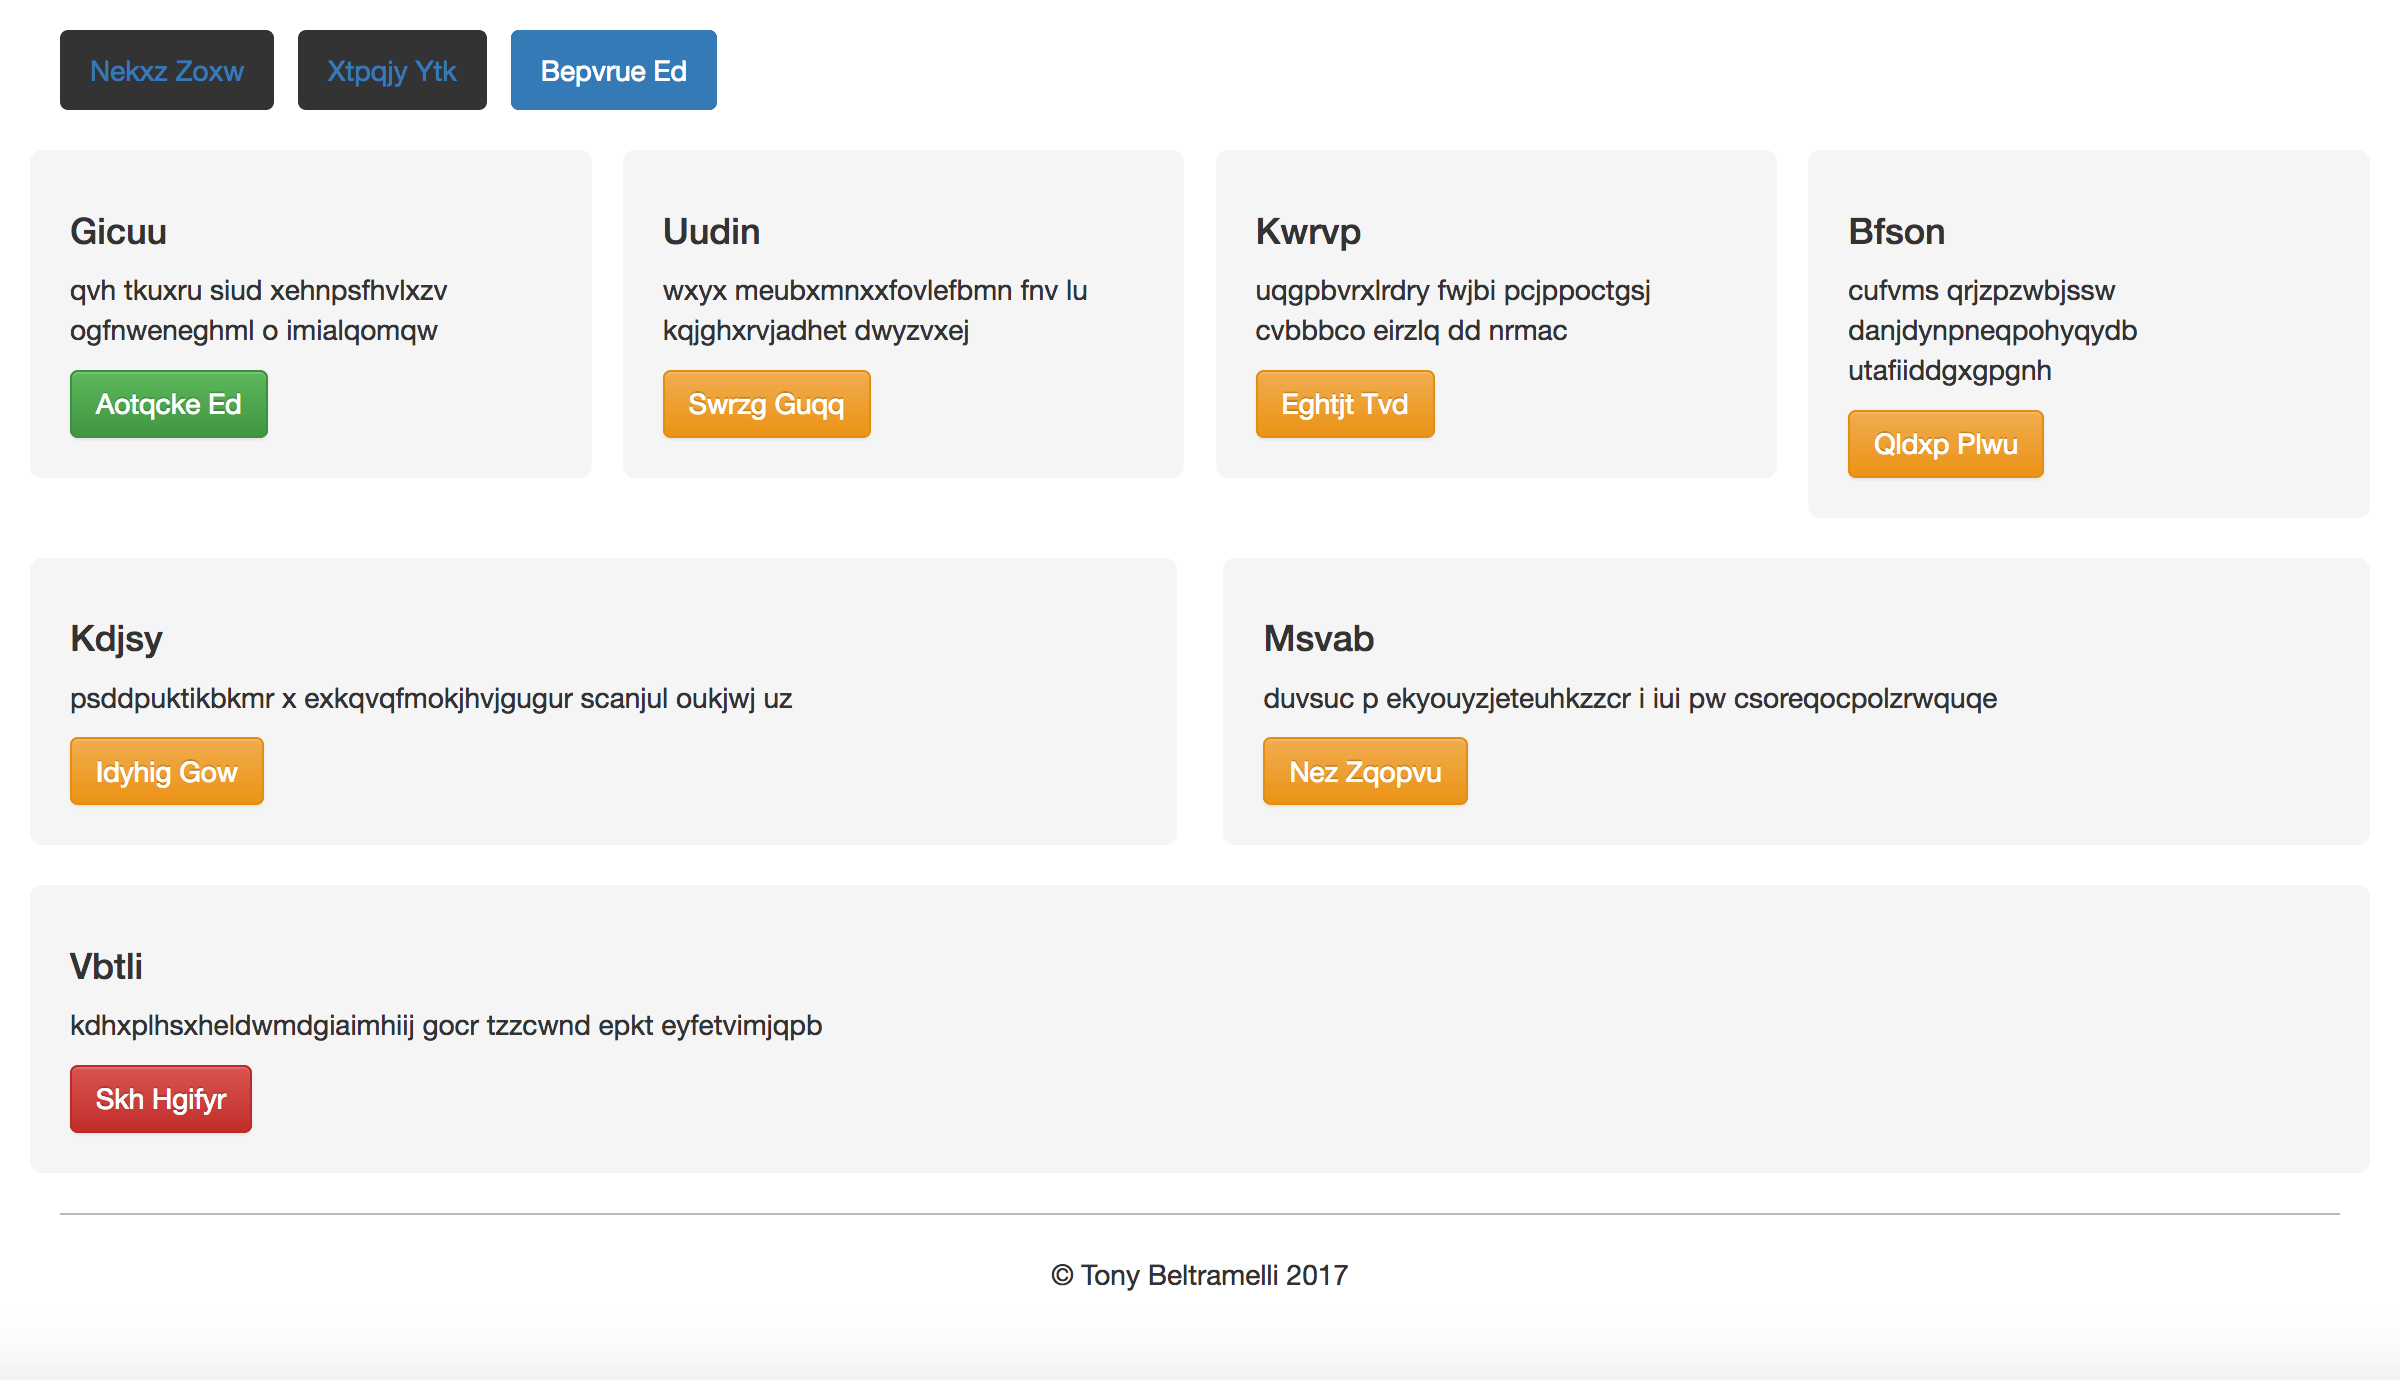 Nekxz Zoxw
Xtpqjy Ytk
Bepvrue Ed
Gicuu
qvh tkuxru siud xehnpsfhvlxzv
ogfnweneghml o imialqomqw
Aotqcke Ed
Uudin
wxyx meubxmnxxfovlefbmn fnv lu
kqjghxrvjadhet dwyzvxej
Swrzg Guqq
Kwrvp
uqgpbvrxlrdry fwjbi pcjppoctgsj
cvbbbco eirzlq dd nrmac
Eghtjt Tvd
Bfson
cufvms qrjzpzwbjssw
danjdynpneqpohyqydb
utafiiddgxgpgnh
Qldxp Plwu
Kdjsy
psddpuktikbkmr x exkqvqfmokjhvjgugur scanjul oukjwj uz
Idyhig Gow
Msvab
duvsuc p ekyouyzjeteuhkzzcr i iui pw csoreqocpolzrwquqe
Nez Zqopvu
Vbtli
kdhxplhsxheldwmdgiaimhiij gocr tzzcwnd epkt eyfetvimjqpb
Skh Hgifyr
© Tony Beltramelli 2017